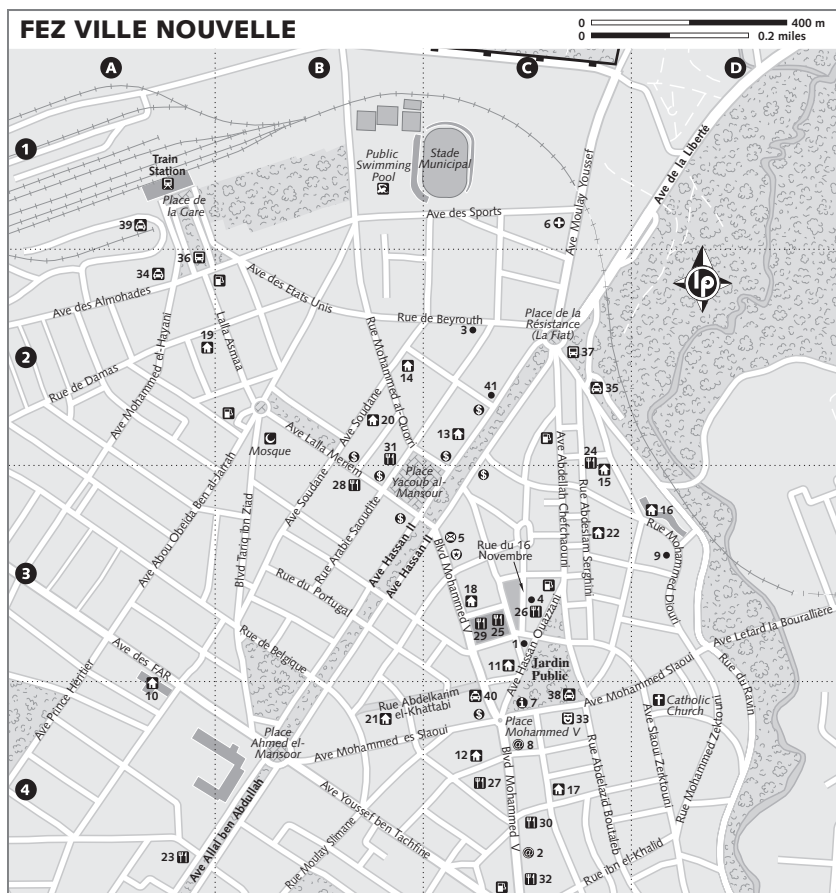 FEZ VILLE NOUVELLE
0 400 m
0 0.2 miles
A
B
C
D
1
Train
Station
Place de
la Gare
Public
Swimming
Pool
Stade
Municipal
Ave Moulay Youssef
Ave de la Liberté
39
Ave des Sports
6
36
34
lp
Ave des Almohades
Ave des Etats Unis
Lalla Asmaa
Rue de Beyrouth
3
Place de la
Résistance
(La Fiat)
37
2
19
Ave Mohammed el-Hayani
Rue Mohammed al-Quorri
14
41
35
Rue de Damas
Ave Soudane
20
13
Mosque
Ave Lalla Menem
31
24
15
Ave Abdellah Chefchaouni
Rue Abdeslam Serghini
Place
Yacoub al-
Mansour
28
16
Ave Abou Obeida Ben al-Jarrah
Blvd Tariq ibn Ziad
Ave Soudane
Rue Arabie Saoudite
Ave Hassan II
Ave Hassan II
5
Rue du 16
Novembre
22
9
Rue Mohammed Diouri
3
Rue du Portugal
Blvd Mohammed V
18
4
26
25
29
Ave Hassan Ouazzani
Ave Letard la Bourallière
Rue de Belgique
1
11
Jardin
Public
Ave Mohammed Slaoui
Rue du Ravin
Ave Prince Héritier
Ave des FAR
10
Rue Abdelkarim
el-Khattabi
40
7
38
33
Catholic
Church
21
Place
Mohammed V
Place
Ahmed el-
Mansoor
Ave Mohammed es Slaoui
8
12
Ave Slaoui Zerktouni
Rue Mohammed Zektouni
4
27
17
Rue Abdelazid Boutaleb
Blvd Mohammed V
Ave Youssef ben Tachfine
30
Ave Allal ben Abdullah
Rue Moulay Slimane
2
23
Rue ibn el-Khalid
32